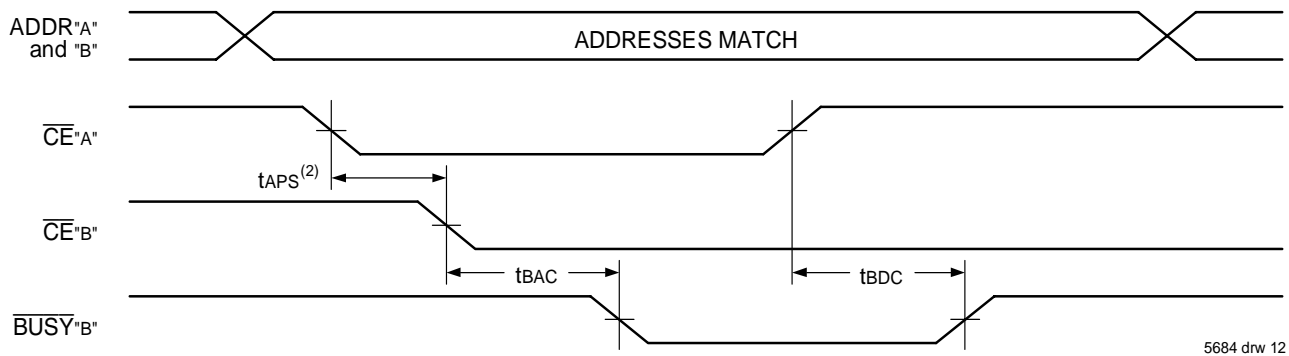 ADDR"A"
and "B"
ADDRESSES MATCH
CE"A"
tAPS(2)
CE"B"
tBAC
tBDC
BUSY"B"
5684 drw 12